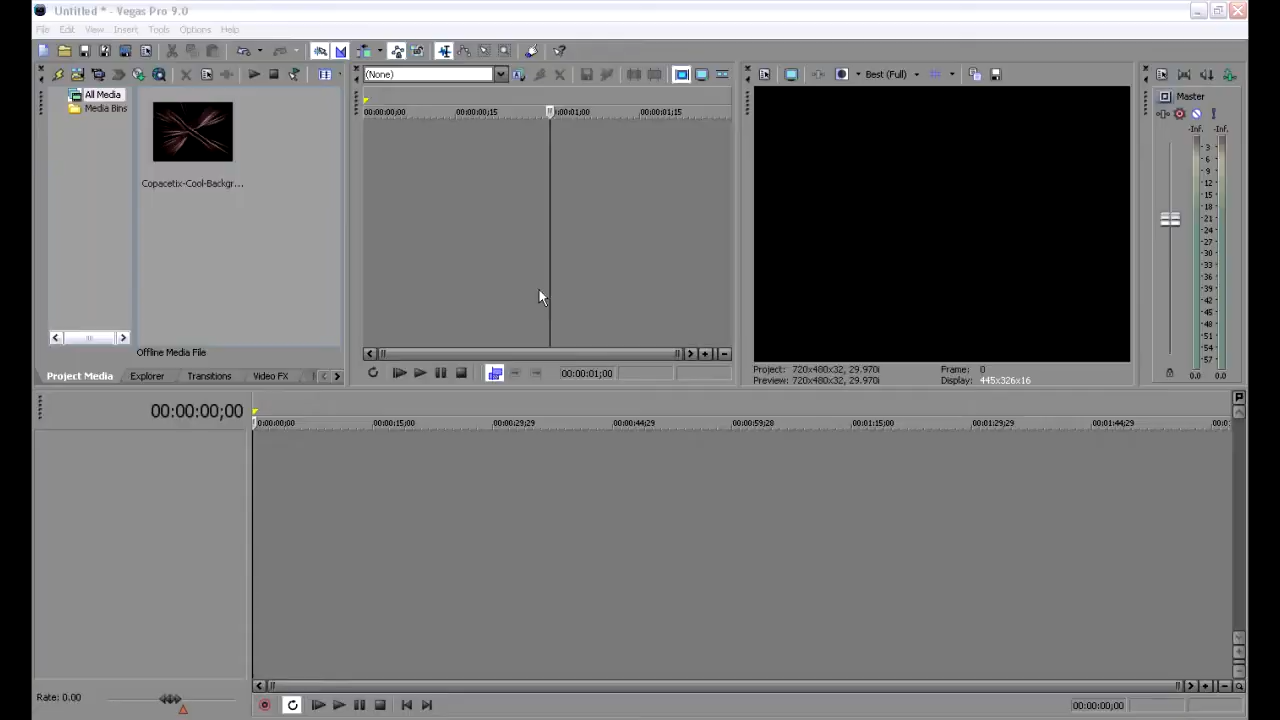 Untitled * - Vegas Pro 9.0
File Edit View Insert Tools Options Help
(None)
Best (Full)
All Media
Media Bins
Copacetix-Cool-Backgr...
Offline Media File
Project Media Explorer Transitions Video FX
00:00:00;00 00:00:00;15 00:00:01;00 00:00:01;15
00:00:01;00
Project: 720x480x32, 29.970i
Preview: 720x480x32, 29.970i
Frame: 0
Display: 445x326x16
Master
-Inf. -Inf.
3
6
9
12
15
18
21
24
27
30
33
36
39
42
45
48
51
54
57
0.0 0.0
00:00:00;00
00:00:00;00 00:00:15;00 00:00:29;29 00:00:44;29 00:00:59;28 00:01:15;00 00:01:29;29 00:01:44;29 00:0
Rate: 0.00
00:00:00;00